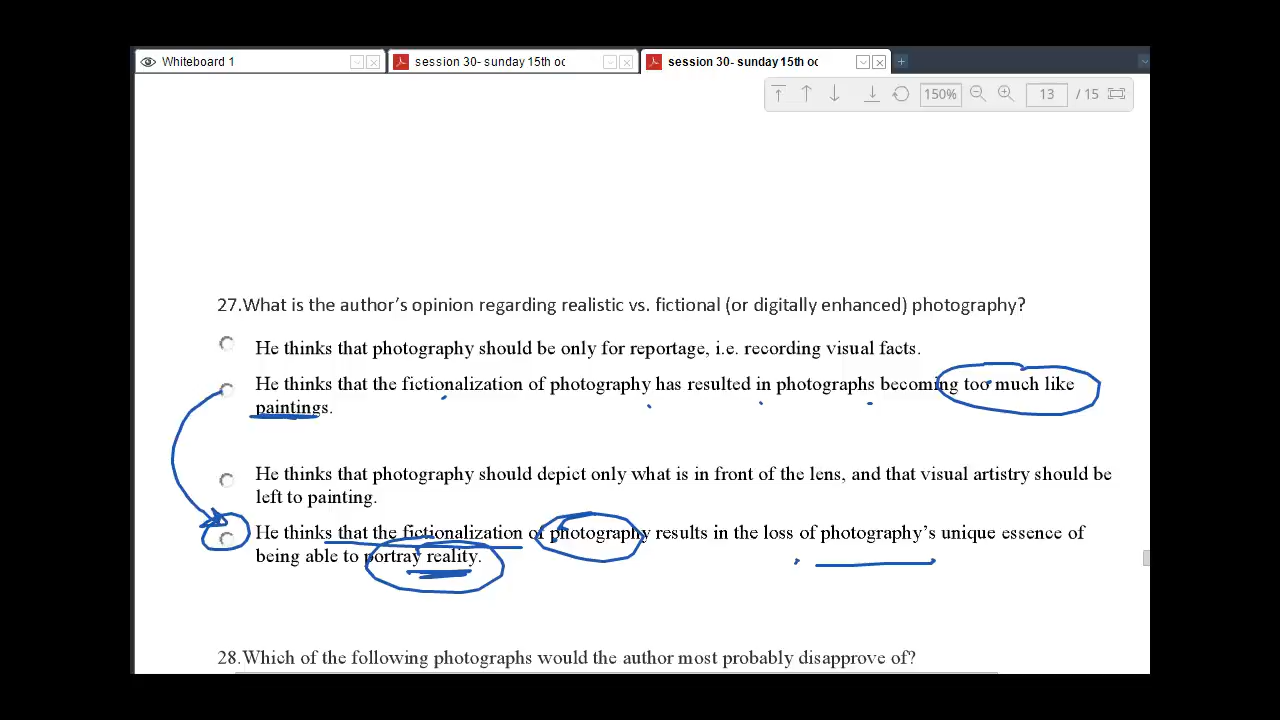 Whiteboard 1
session 30- sunday 15th oc
session 30- sunday 15th oc
150%
13 / 15
27.What is the author's opinion regarding realistic vs. fictional (or digitally enhanced) photography?
He thinks that photography should be only for reportage, i.e. recording visual facts.
He thinks that the fictionalization of photography has resulted in photographs becoming too much like
paintings.
He thinks that photography should depict only what is in front of the lens, and that visual artistry should be
left to painting.
He thinks that the fictionalization of photography results in the loss of photography's unique essence of
being able to portray reality.
28.Which of the following photographs would the author most probably disapprove of?